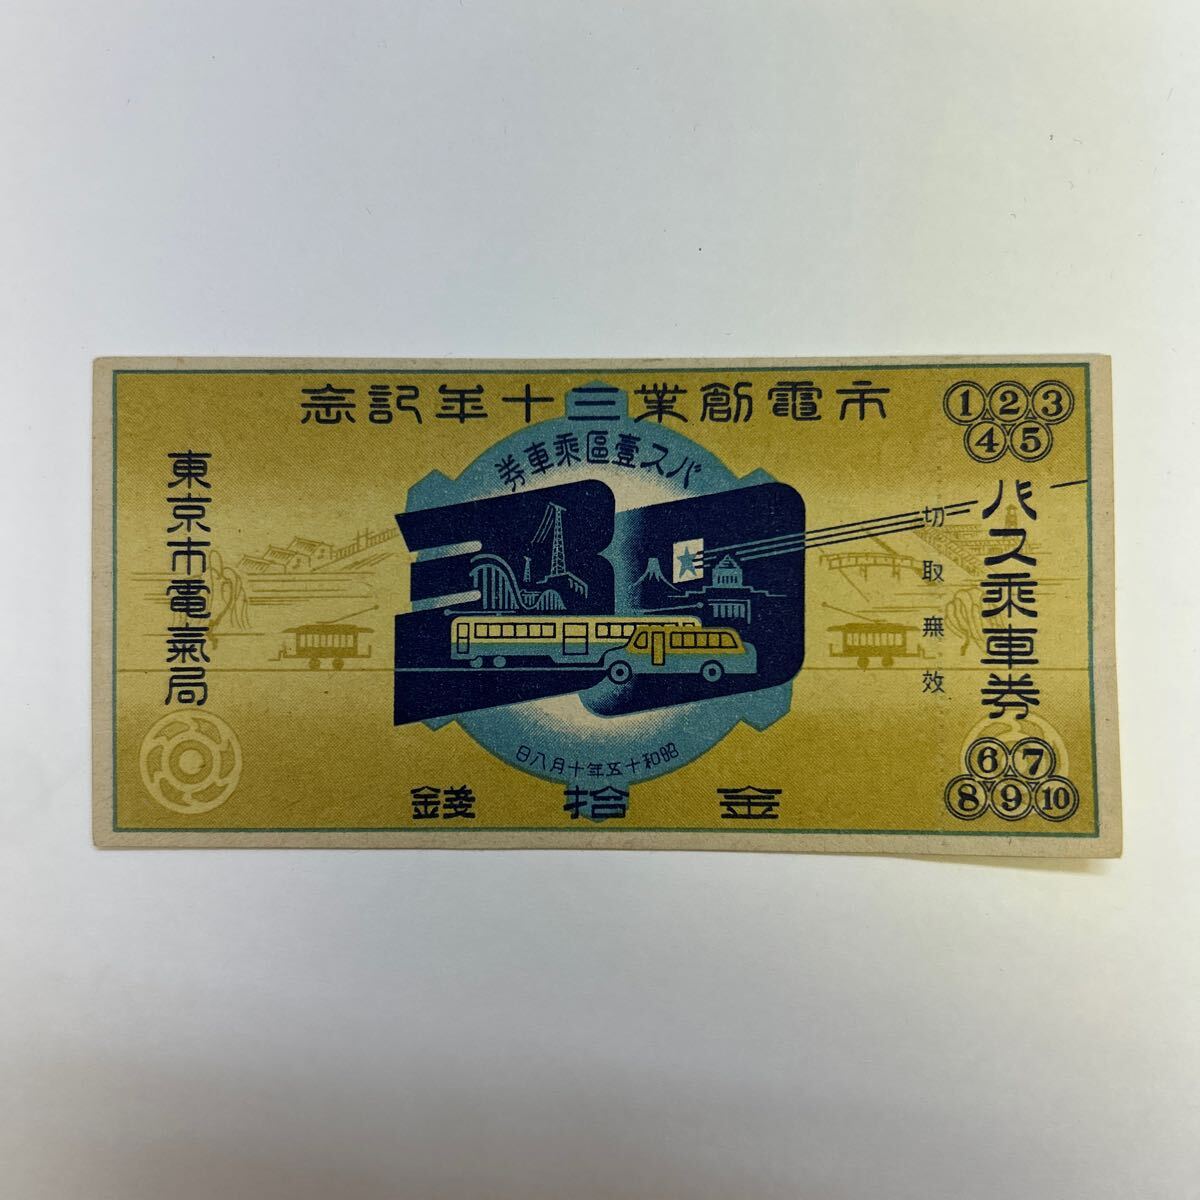 市電創業三十年記念
バス壹區乘車券
昭和十五年十月八日
金拾錢
① ② ③
④ ⑤
バス乘車券
⑥ ⑦
⑧ ⑨ ⑩
切取無效
東京市電氣局